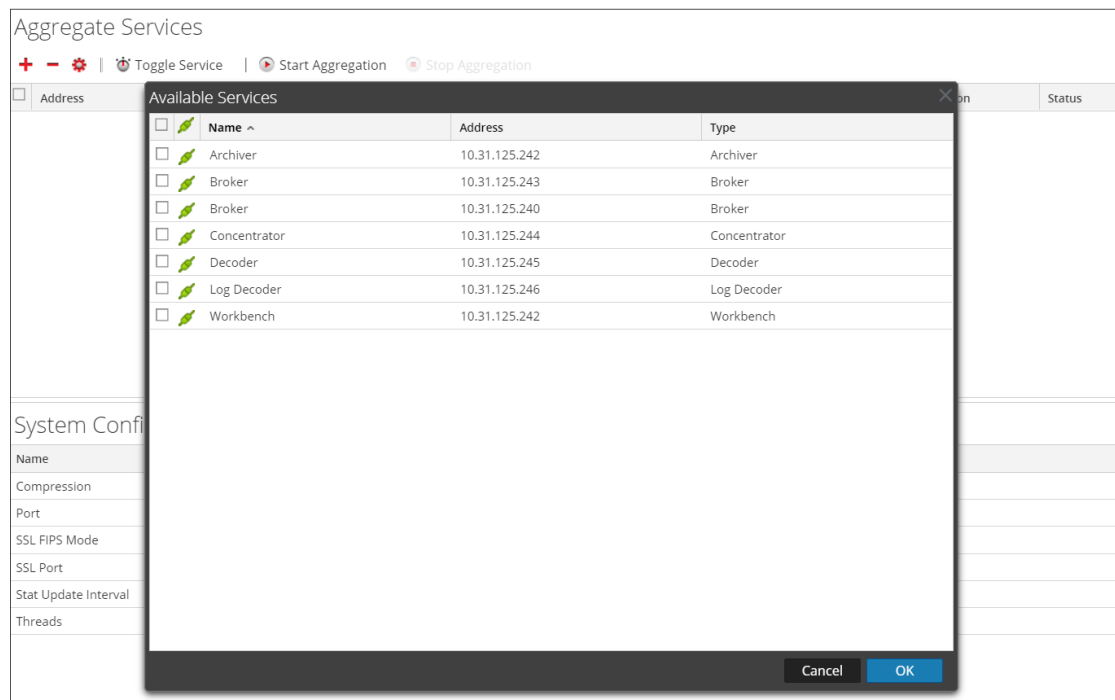 Aggregate Services
Toggle Service | Start Aggregation Stop Aggregation
Address Status
Available Services
Name Address Type
Archiver 10.31.125.242 Archiver
Broker 10.31.125.243 Broker
Broker 10.31.125.240 Broker
Concentrator 10.31.125.244 Concentrator
Decoder 10.31.125.245 Decoder
Log Decoder 10.31.125.246 Log Decoder
Workbench 10.31.125.242 Workbench
System Confi
Name
Compression
Port
SSL FIPS Mode
SSL Port
Stat Update Interval
Threads
Cancel OK